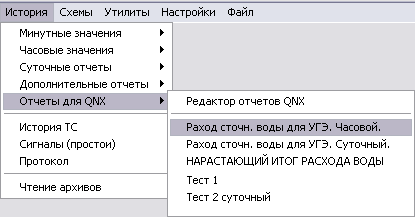 История Схемы Утилиты Настройки Файл
Минутные значения
Часовые значения
Суточные отчеты
Дополнительные отчеты
Отчеты для QNX
История ТС
Сигналы (простои)
Протокол
Чтение архивов
Редактор отчетов QNX
Раход сточн. воды для УГЭ. Часовой.
Раход сточн. воды для УГЭ. Суточный.
НАРАСТАЮЩИЙ ИТОГ РАСХОДА ВОДЫ
Тест 1
Тест 2 суточный